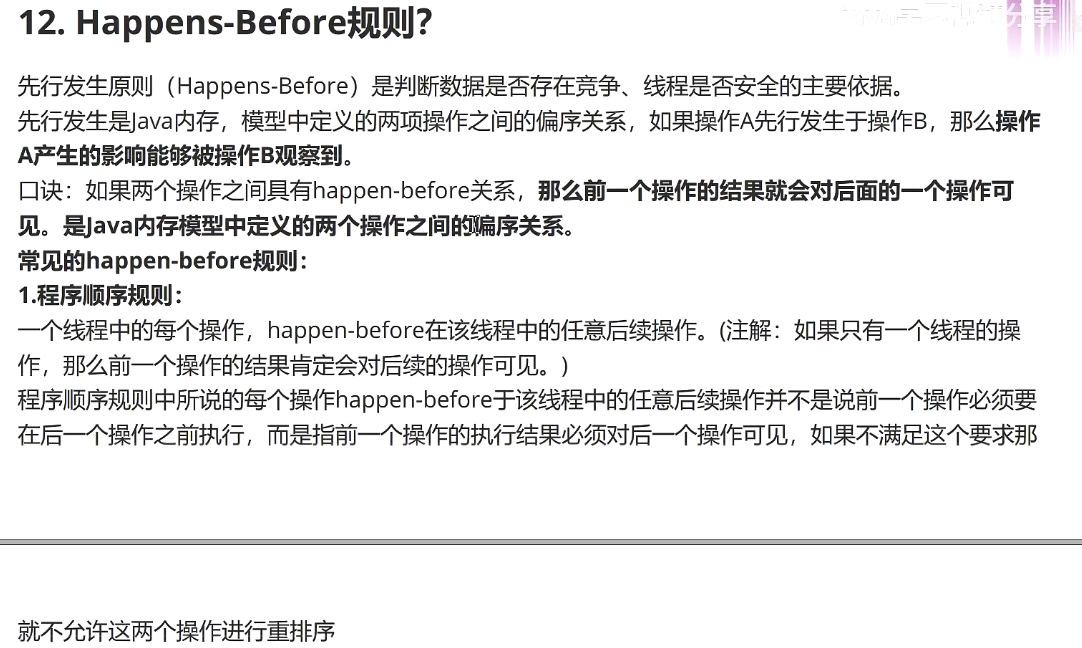 12. Happens-Before规则?
分享
先行发生原则（Happens-Before）是判断数据是否存在竞争、线程是否安全的主要依据。
先行发生是Java内存，模型中定义的两项操作之间的偏序关系，如果操作A先行发生于操作B，那么操作
A产生的影响能够被操作B观察到。
口诀：如果两个操作之间具有happen-before关系，那么前一个操作的结果就会对后面的一个操作可
见。是Java内存模型中定义的两个操作之间的偏序关系。
常见的happen-before规则：
1.程序顺序规则：
一个线程中的每个操作，happen-before在该线程中的任意后续操作。(注解：如果只有一个线程的操
作，那么前一个操作的结果肯定会对后续的操作可见。)
程序顺序规则中所说的每个操作happen-before于该线程中的任意后续操作并不是说前一个操作必须要
在后一个操作之前执行，而是指前一个操作的执行结果必须对后一个操作可见，如果不满足这个要求那
就不允许这两个操作进行重排序